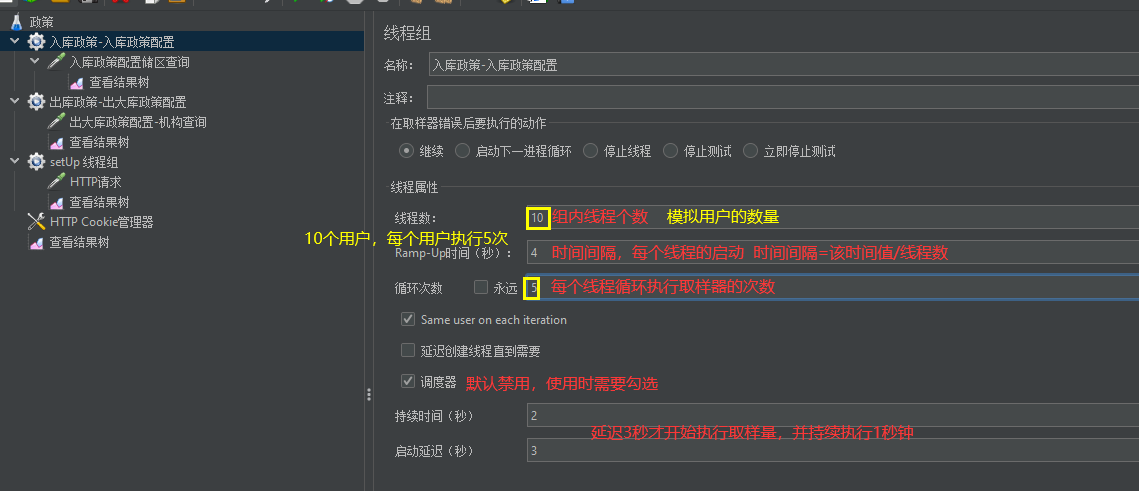 政策
入库政策-入库政策配置
入库政策配置储区查询
查看结果树
出库政策-出大库政策配置
出大库政策配置-机构查询
查看结果树
setUp 线程组
HTTP请求
查看结果树
HTTP Cookie管理器
查看结果树
线程组
名称： 入库政策-入库政策配置
注释：
在取样器错误后要执行的动作
继续 启动下一进程循环 停止线程 停止测试 立即停止测试
线程属性
线程数： 10 组内线程个数 模拟用户的数量
10个用户，每个用户执行5次
Ramp-Up时间（秒）： 4 时间间隔，每个线程的启动 时间间隔=该时间值/线程数
循环次数 永远 5 每个线程循环执行取样器的次数
Same user on each iteration
延迟创建线程直到需要
调度器 默认禁用，使用时需要勾选
持续时间（秒） 2
延迟3秒才开始执行取样量，并持续执行1秒钟
启动延迟（秒） 3